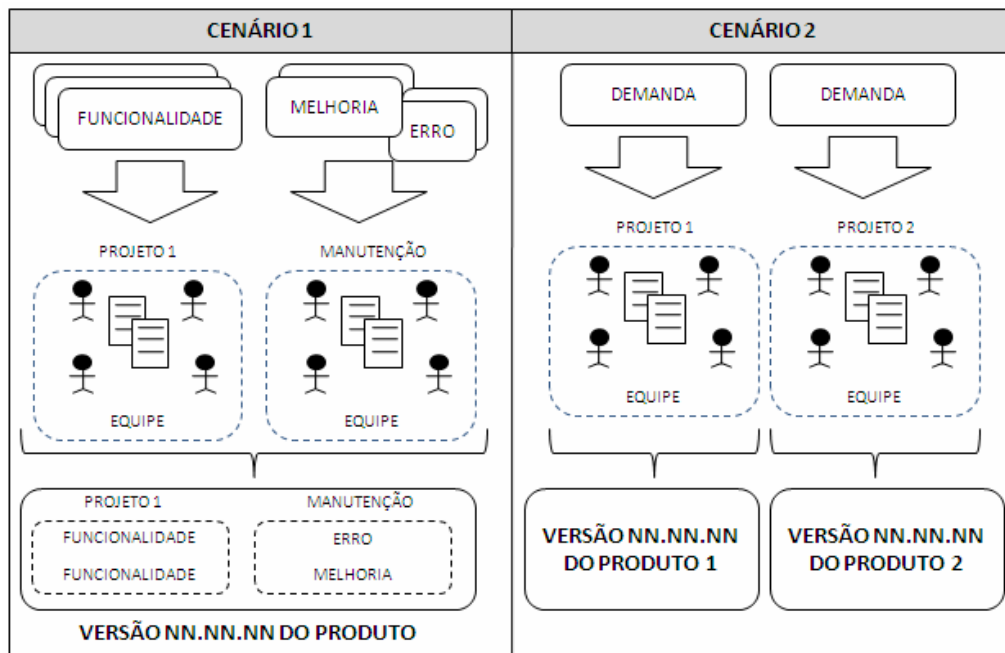 CENÁRIO 1
FUNCIONALIDADE
MELHORIA
ERRO
PROJETO 1
MANUTENÇÃO
EQUIPE
EQUIPE
PROJETO 1
MANUTENÇÃO
FUNCIONALIDADE
ERRO
FUNCIONALIDADE
MELHORIA
VERSÃO NN.NN.NN DO PRODUTO
CENÁRIO 2
DEMANDA
DEMANDA
PROJETO 1
PROJETO 2
EQUIPE
EQUIPE
VERSÃO NN.NN.NN
DO PRODUTO 1
VERSÃO NN.NN.NN
DO PRODUTO 2